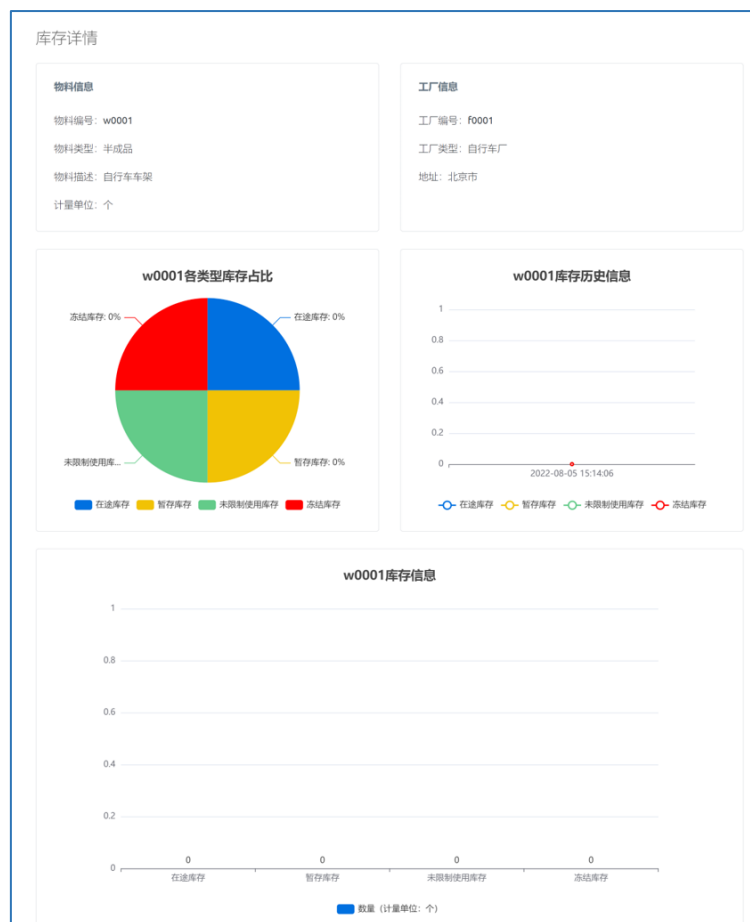 库存详情
物料信息
物料编号：w0001
物料类型：半成品
物料描述：自行车车架
计量单位：个
工厂信息
工厂编号：f0001
工厂类型：自行车厂
地址：北京市
w0001各类型库存占比
冻结库存: 0%
在途库存: 0%
未限制使用库...
暂存库存: 0%
在途库存 暂存库存 未限制使用库存 冻结库存
w0001库存历史信息
1
0.8
0.6
0.4
0.2
0
2022-08-05 15:14:06
在途库存 暂存库存 未限制使用库存 冻结库存
w0001库存信息
1
0.8
0.6
0.4
0.2
0 0 0 0
0
在途库存 暂存库存 未限制使用库存 冻结库存
数量（计量单位：个）